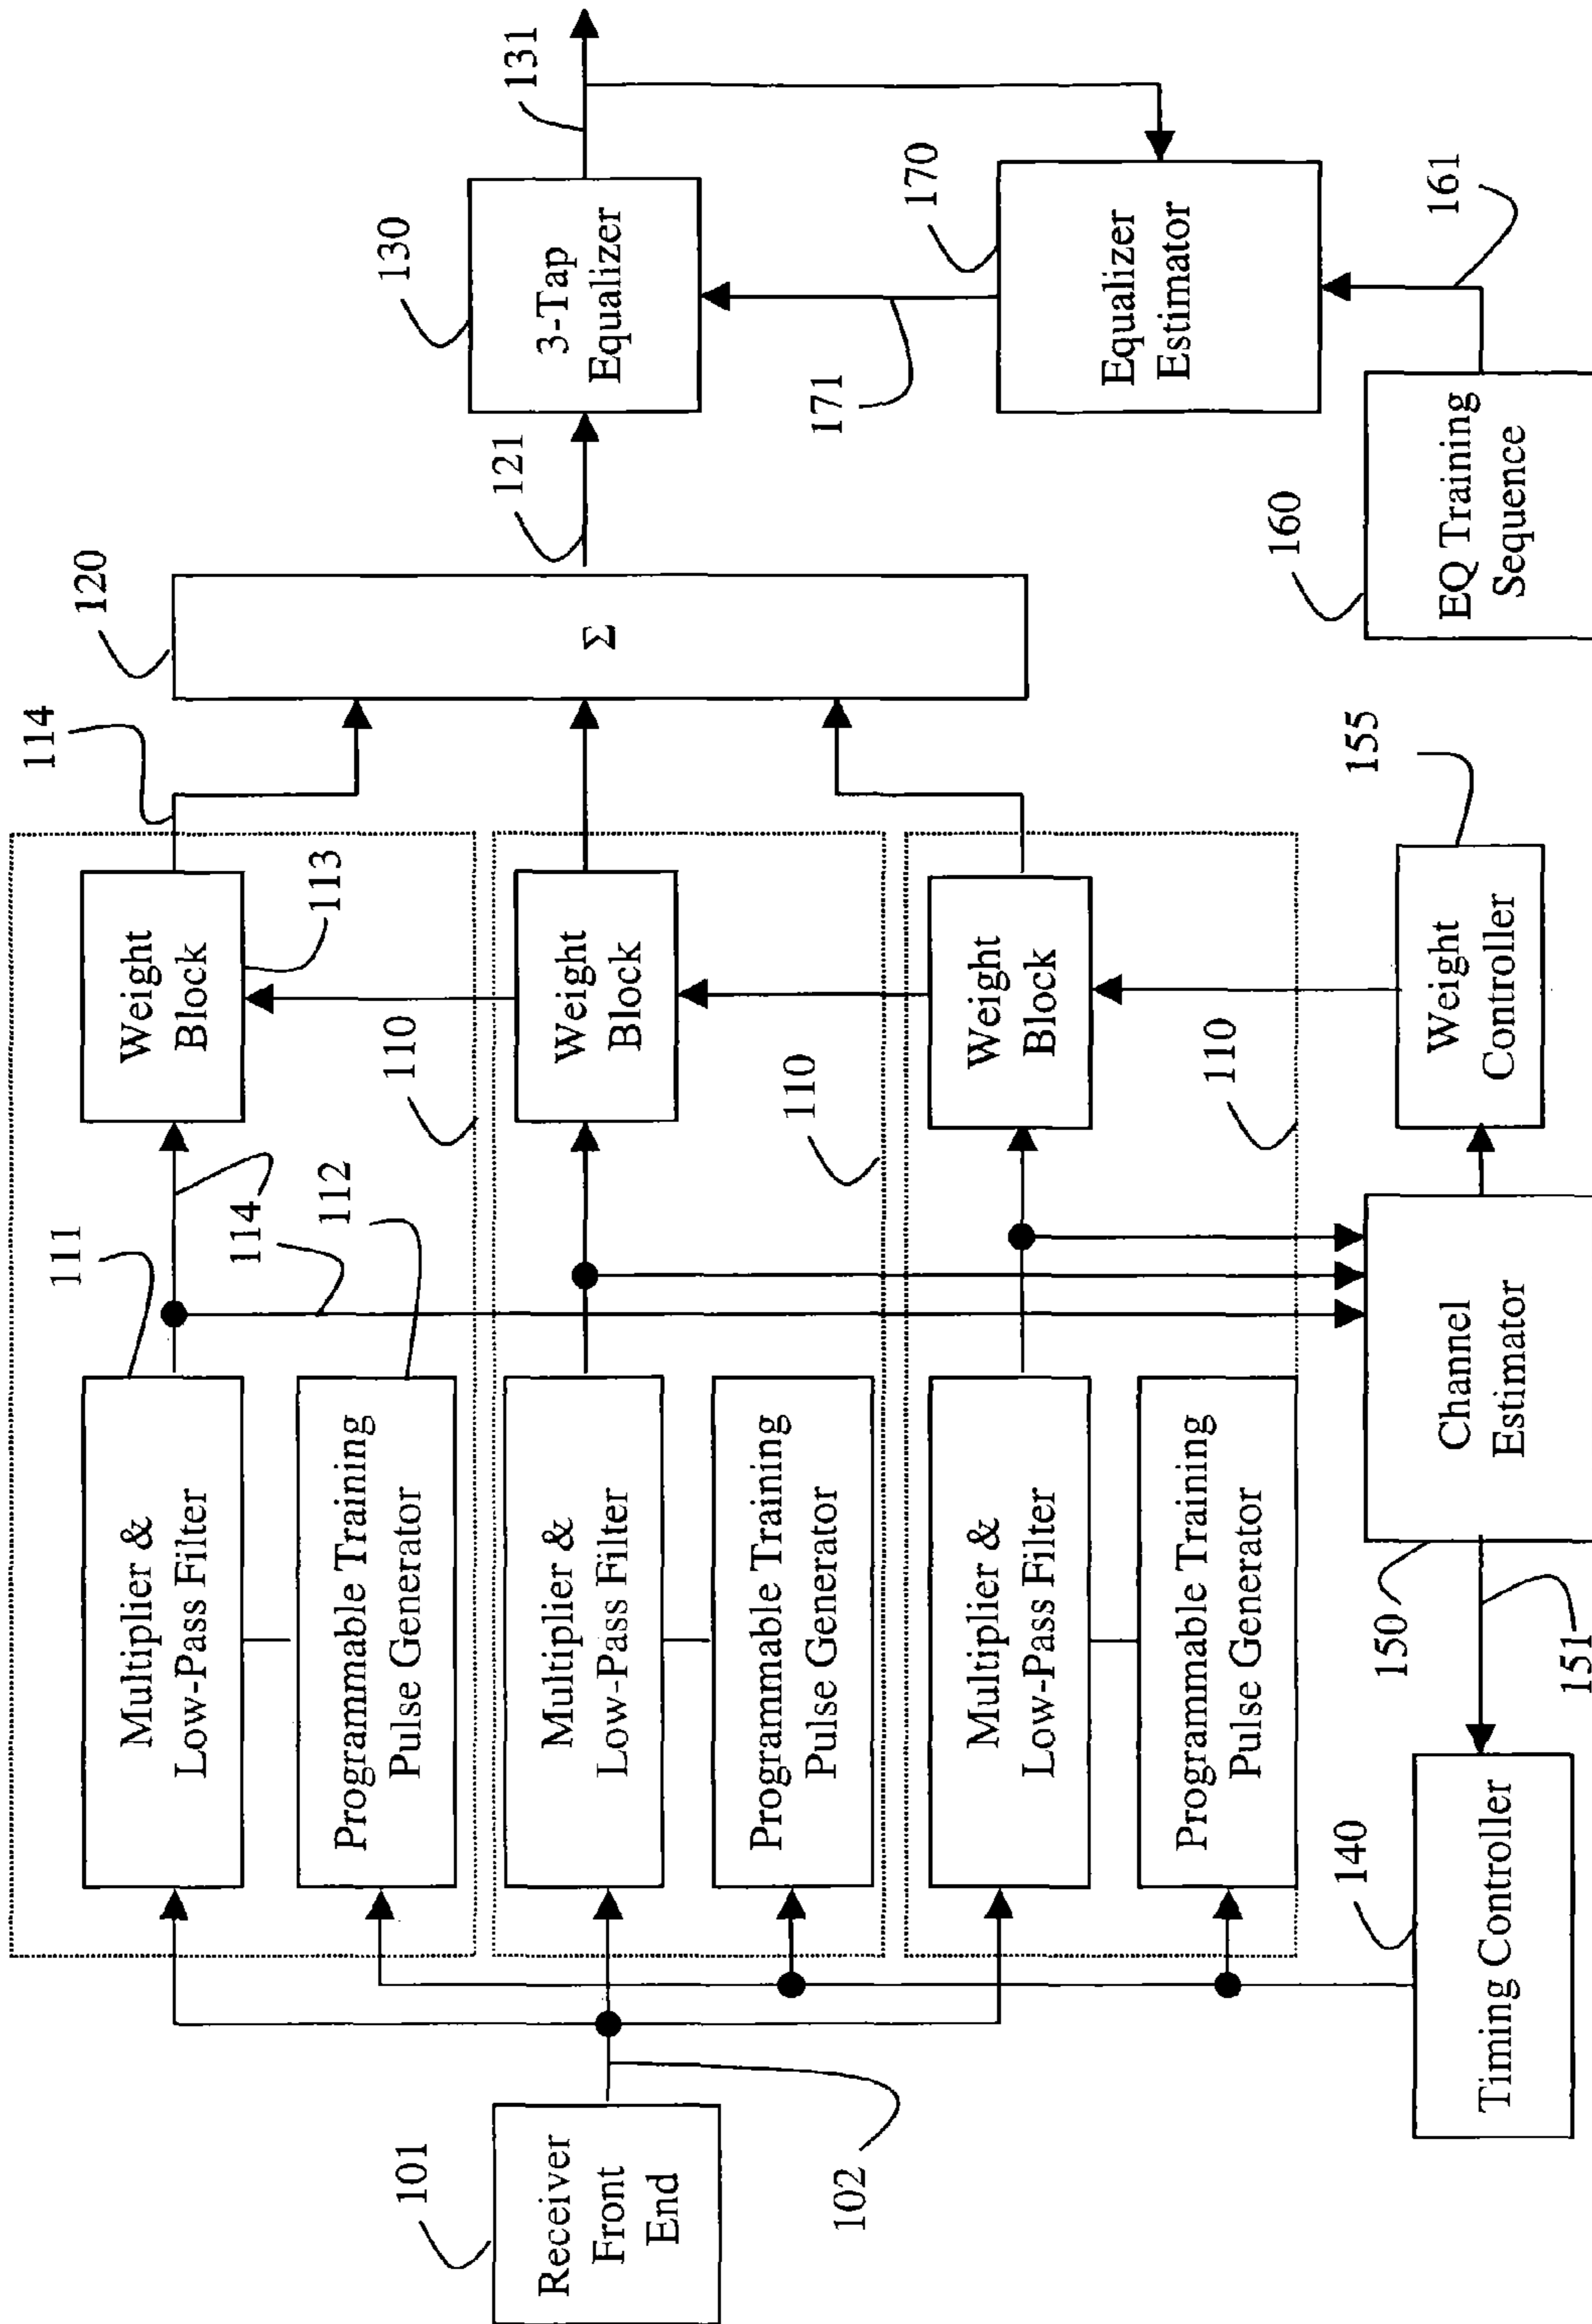 101
Receiver
Front
End
102
Multiplier &
Low-Pass Filter
111
Programmable Training
Pulse Generator
112
114
Weight
Block
113
114
110
Multiplier &
Low-Pass Filter
Programmable Training
Pulse Generator
Weight
Block
110
Multiplier &
Low-Pass Filter
Programmable Training
Pulse Generator
Weight
Block
110
120
Σ
121
130
3-Tap
Equalizer
131
171
170
Equalizer
Estimator
161
160
EQ Training
Sequence
140
Timing Controller
151
150
Channel
Estimator
Weight
Controller
155